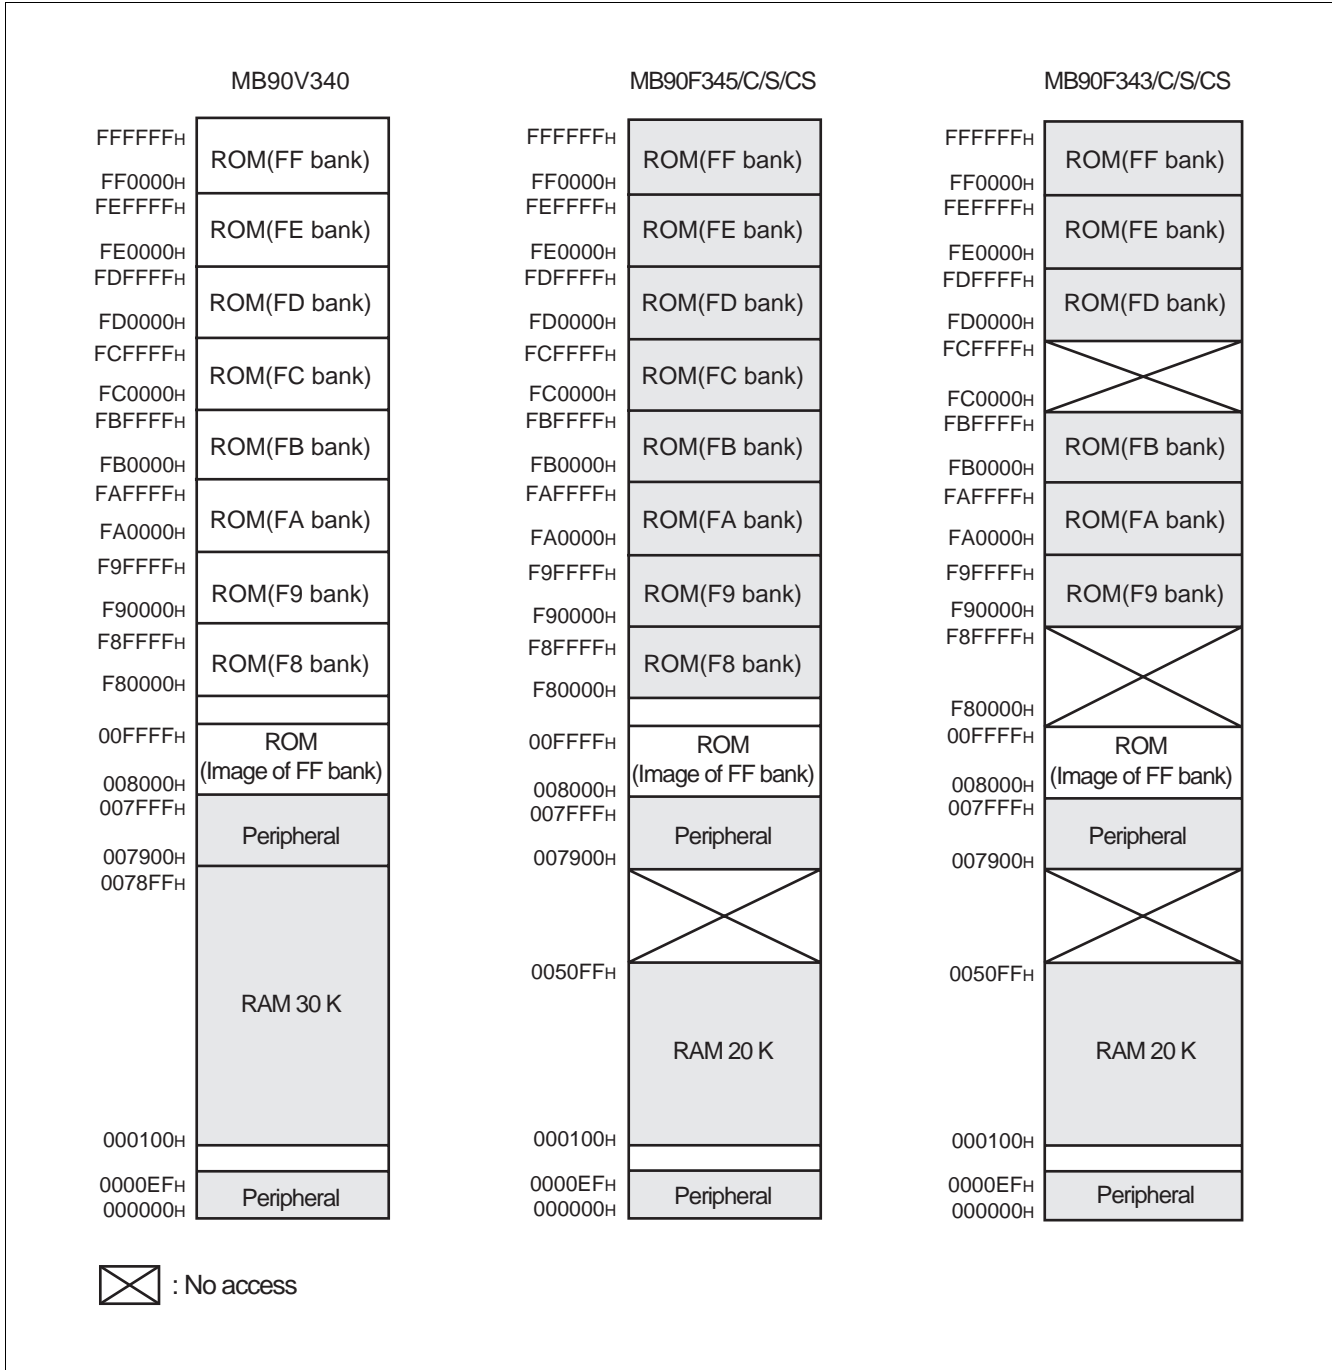 MB90V340
FFFFFFH
ROM(FF bank)
FF0000H
FEFFFFH
ROM(FE bank)
FE0000H
FDFFFFH
ROM(FD bank)
FD0000H
FCFFFFH
ROM(FC bank)
FC0000H
FBFFFFH
ROM(FB bank)
FB0000H
FAFFFFH
ROM(FA bank)
FA0000H
F9FFFFH
ROM(F9 bank)
F90000H
F8FFFFH
ROM(F8 bank)
F80000H
00FFFFH
ROM
(Image of FF bank)
008000H
007FFFH
Peripheral
007900H
0078FFH
RAM 30 K
000100H
0000EFH
Peripheral
000000H
MB90F345/C/S/CS
FFFFFFH
ROM(FF bank)
FF0000H
FEFFFFH
ROM(FE bank)
FE0000H
FDFFFFH
ROM(FD bank)
FD0000H
FCFFFFH
ROM(FC bank)
FC0000H
FBFFFFH
ROM(FB bank)
FB0000H
FAFFFFH
ROM(FA bank)
FA0000H
F9FFFFH
ROM(F9 bank)
F90000H
F8FFFFH
ROM(F8 bank)
F80000H
00FFFFH
ROM
(Image of FF bank)
008000H
007FFFH
Peripheral
007900H
0050FFH
RAM 20 K
000100H
0000EFH
Peripheral
000000H
MB90F343/C/S/CS
FFFFFFH
ROM(FF bank)
FF0000H
FEFFFFH
ROM(FE bank)
FE0000H
FDFFFFH
ROM(FD bank)
FD0000H
FCFFFFH
FC0000H
FBFFFFH
ROM(FB bank)
FB0000H
FAFFFFH
ROM(FA bank)
FA0000H
F9FFFFH
ROM(F9 bank)
F90000H
F8FFFFH
F80000H
00FFFFH
ROM
(Image of FF bank)
008000H
007FFFH
Peripheral
007900H
0050FFH
RAM 20 K
000100H
0000EFH
Peripheral
000000H
: No access